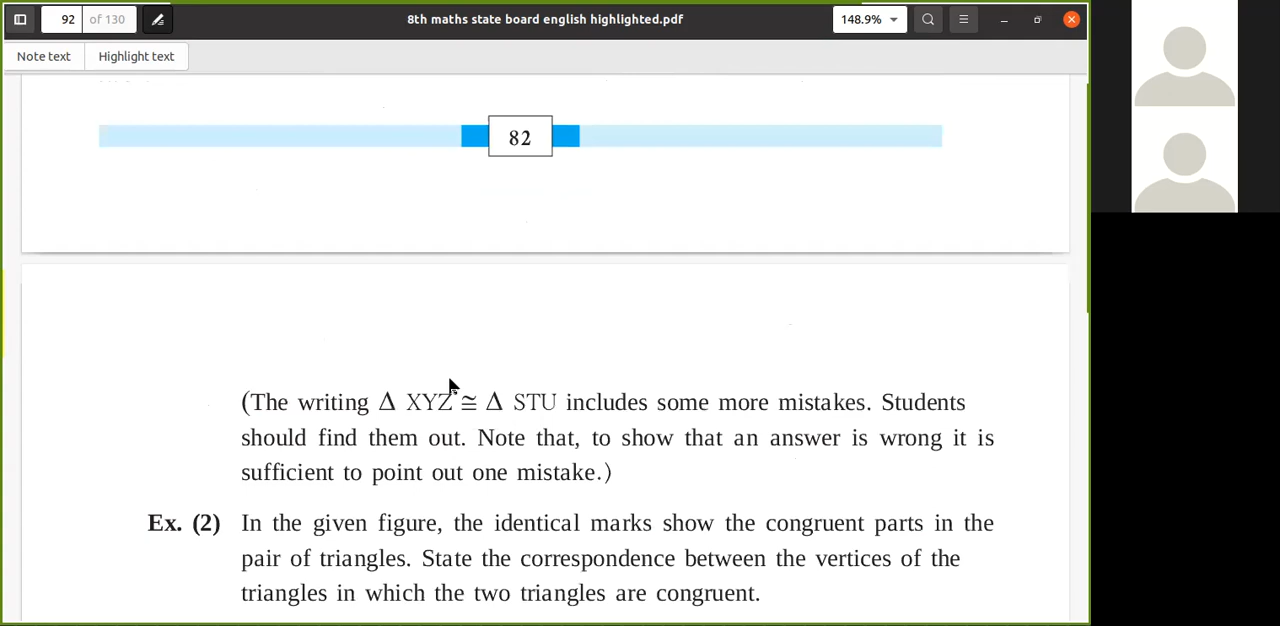 92 of 130
8th maths state board english highlighted.pdf
148.9%
Note text
Highlight text
82
(The writing Δ XYZ ≅ Δ STU includes some more mistakes. Students
should find them out. Note that, to show that an answer is wrong it is
sufficient to point out one mistake.)
Ex. (2) In the given figure, the identical marks show the congruent parts in the
pair of triangles. State the correspondence between the vertices of the
triangles in which the two triangles are congruent.